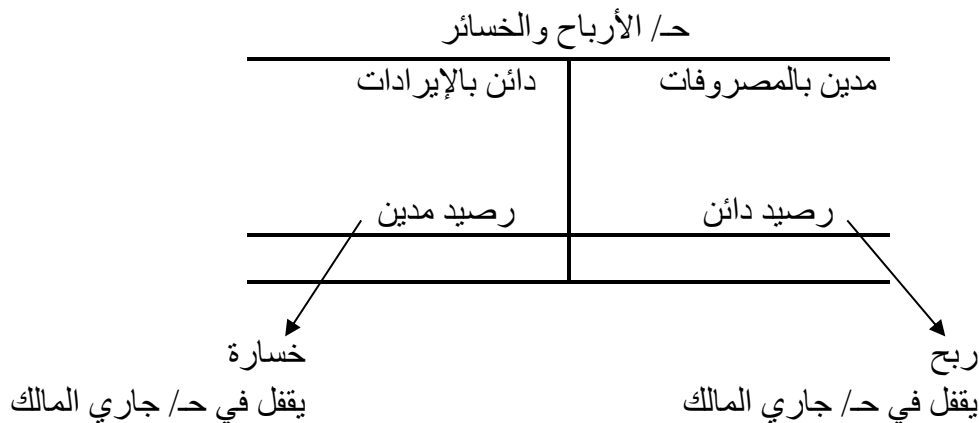 حـ/ الأرباح والخسائر
مدين بالمصروفات
دائن بالإيرادات
رصيد دائن
رصيد مدين
ربح
يقفل في حـ/ جاري المالك
خسارة
يقفل في حـ/ جاري المالك